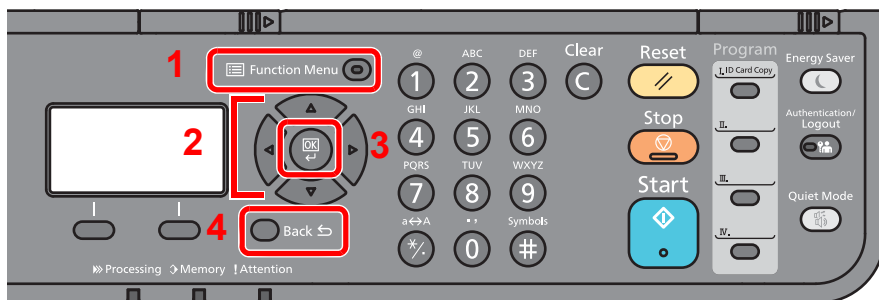 1
Function Menu
2
OK
3
4
Back
Processing Memory ! Attention
@ ABC DEF
1 2 3
GHI JKL MNO
4 5 6
PQRS TUV WXYZ
7 8 9
a↔A ., Symbols
*/. 0 #
Clear
C
Reset
Stop
Start
Program
I. ID Card Copy
II.
III.
IV.
Energy Saver
Authentication/
Logout
Quiet Mode